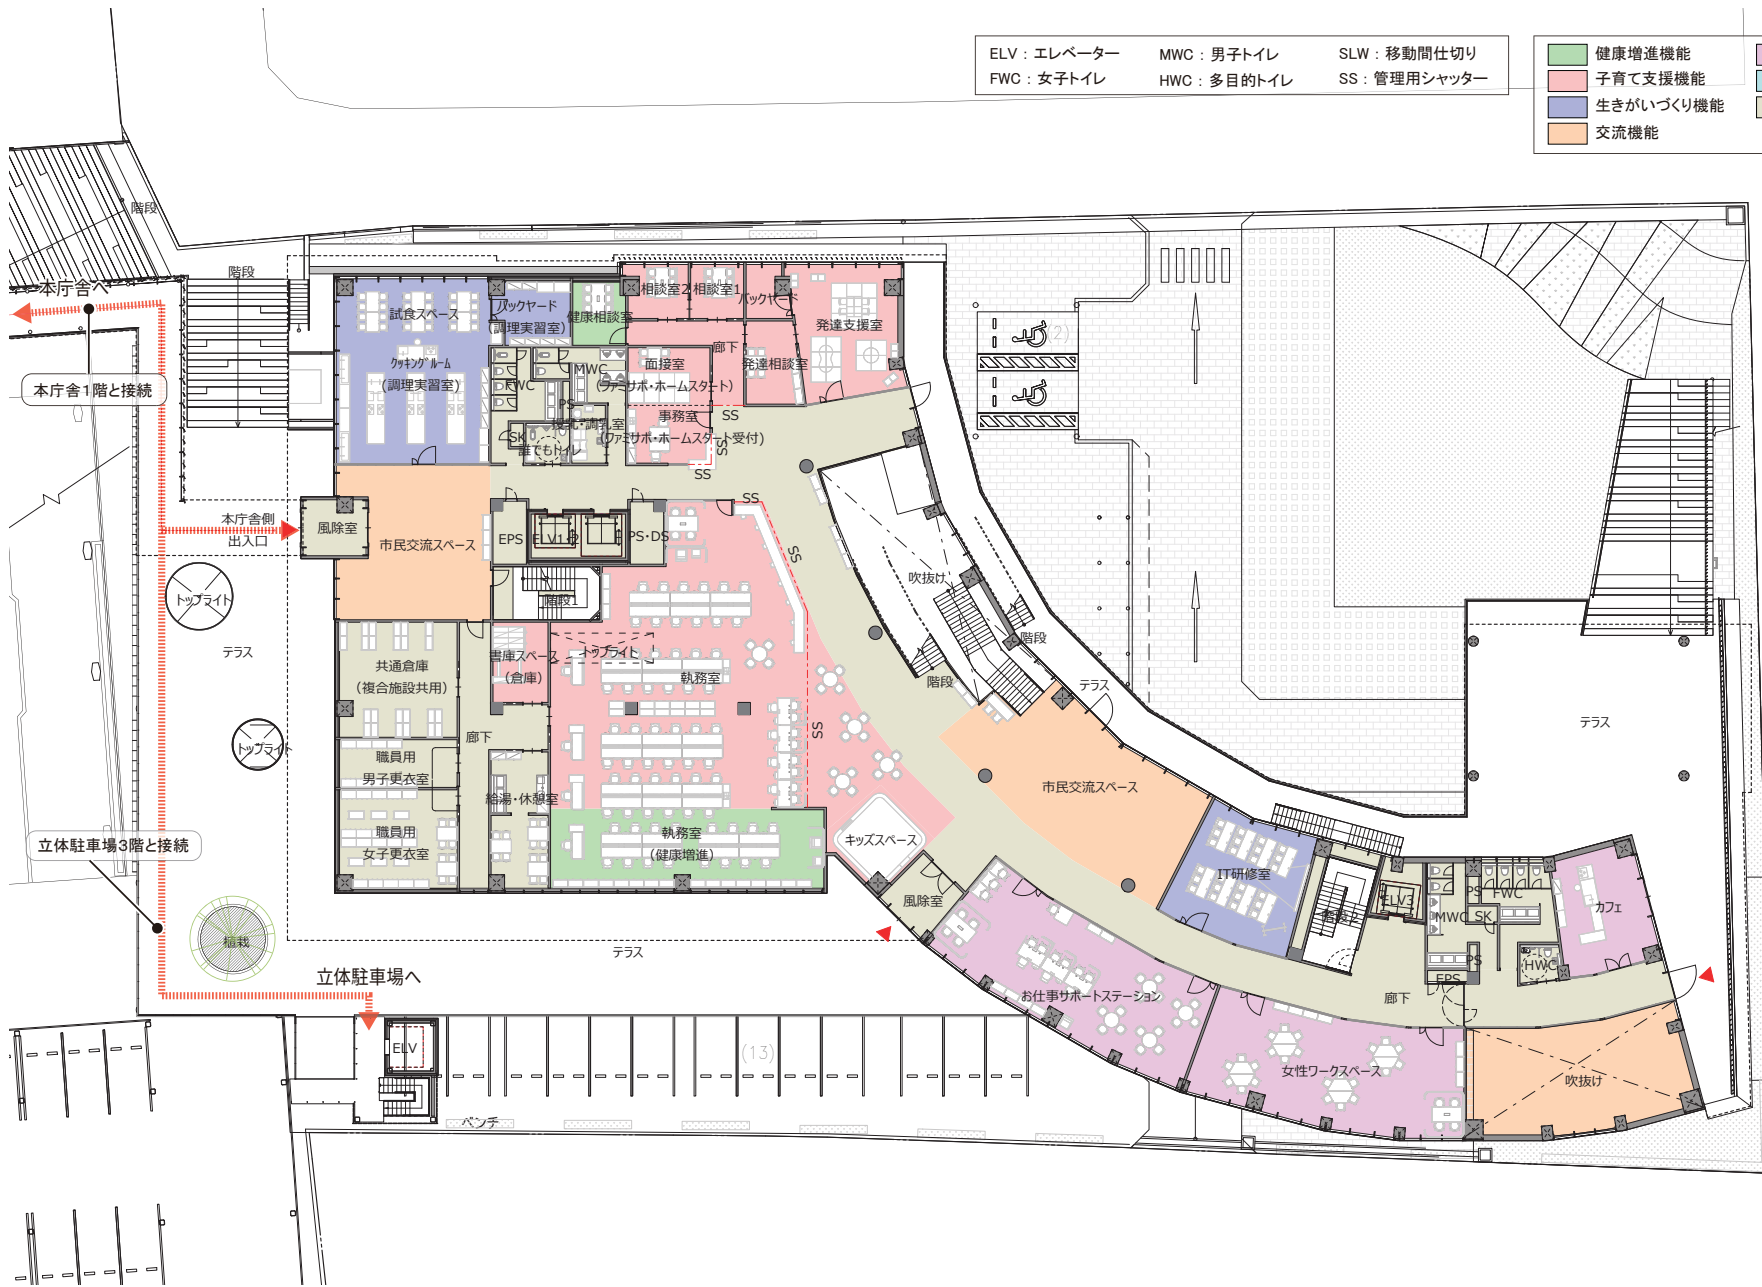 ELV：エレベーター
MWC：男子トイレ
SLW：移動間仕切り
FWC：女子トイレ
HWC：多目的トイレ
SS：管理用シャッター
健康増進機能
子育て支援機能
生きがいづくり機能
交流機能
階段
階段
本庁舎へ
本庁舎1階と接続
試食スペース
バックヤード
（調理実習室）
健康相談室
相談室2
相談室1
バックヤード
発達支援室
廊下
クッキングルーム
（調理実習室）
FWC
MWC
面接室
（ファミサポ・ホームスタート）
発達相談室
PS
授乳・調乳室
SK
誰でもトイレ
事務室
（ファミサポ・ホームスタート受付）
SS
SS
SS
SS
SS
SS
(2)
風除室
本庁舎側
出入口
市民交流スペース
EPS
ELV1・2
PS・DS
階段1
吹抜け
階段
階段
テラス
トップライト
テラス
トップライト
共通倉庫
（複合施設共用）
書庫スペース
（倉庫）
トップライト
執務室
廊下
職員用
男子更衣室
職員用
女子更衣室
給湯・休憩室
執務室
（健康増進）
キッズスペース
市民交流スペース
テラス
立体駐車場3階と接続
植栽
立体駐車場へ
テラス
風除室
IT研修室
階段2
ELV3
MWC
PS
SK
FWC
PS
EPS
HWC
カフェ
廊下
お仕事サポートステーション
女性ワークスペース
吹抜け
ELV
(13)
ベンチ